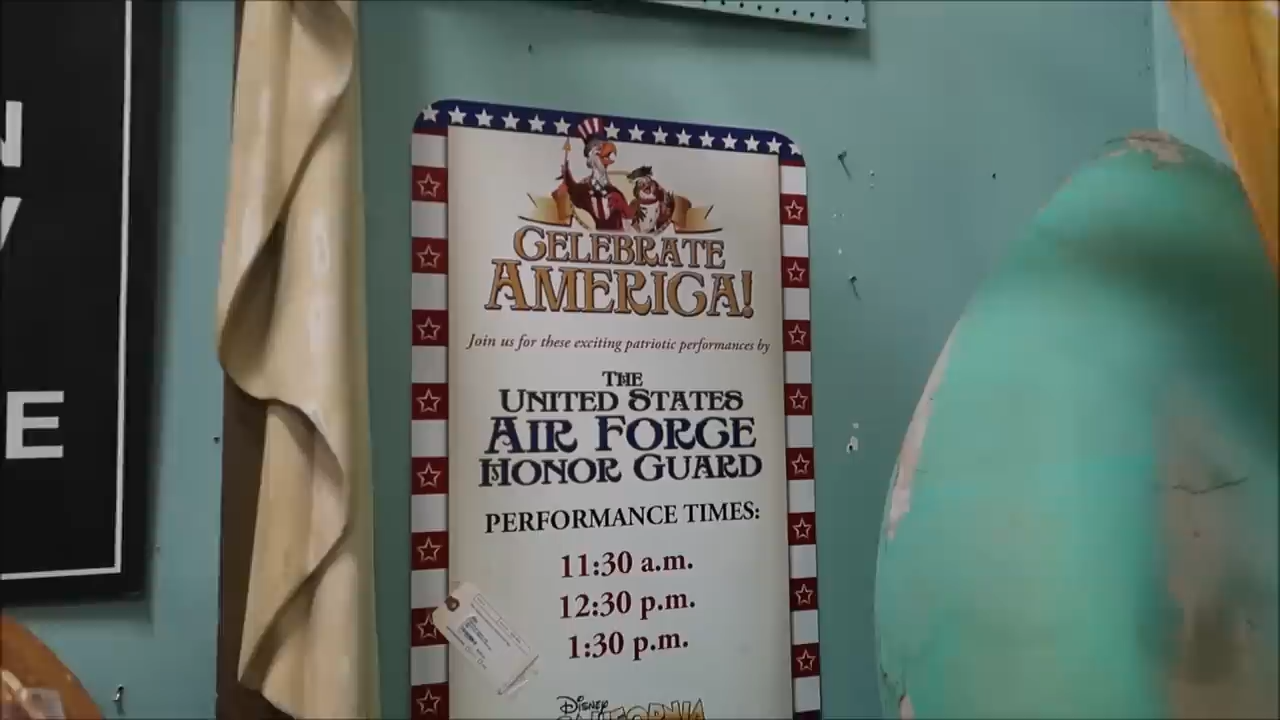 N
E
CELEBRATE
AMERICA!
Join us for these exciting patriotic performances by
THE
UNITED STATES
AIR FORCE
HONOR GUARD
PERFORMANCE TIMES:
11:30 a.m.
12:30 p.m.
1:30 p.m.
DISNEY
CALIFORNIA